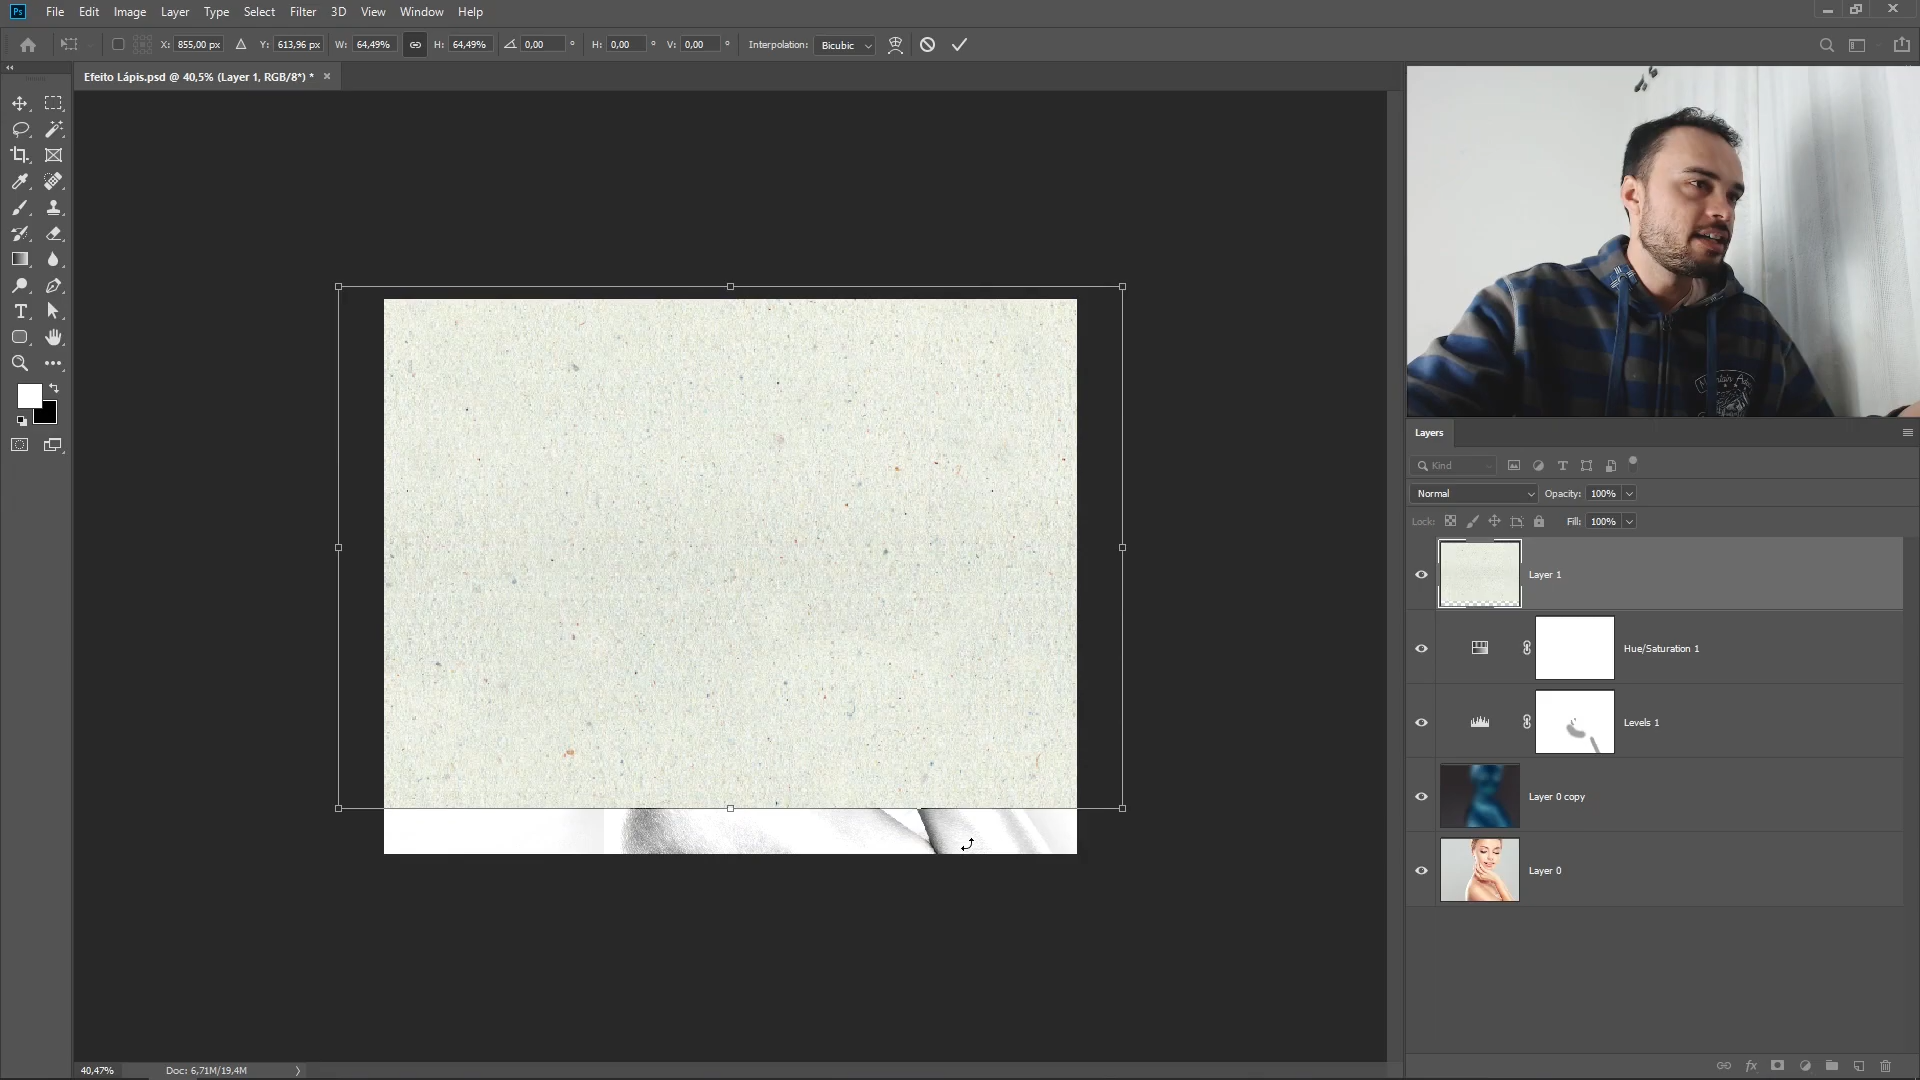 Ps File Edit Image Layer Type Select Filter 3D View Window Help
X: 855,00 px Y: 613,96 px W: 64,49% H: 64,49% 0,00 ° H: 0,00 ° V: 0,00 ° Interpolation: Bicubic
Efeito Lápis.psd @ 40,5% (Layer 1, RGB/8*) * ×
Layers
Kind
Normal Opacity: 100%
Lock: Fill: 100%
Layer 1
Hue/Saturation 1
Levels 1
Layer 0 copy
Layer 0
40,47% Doc: 6,71M/19,4M